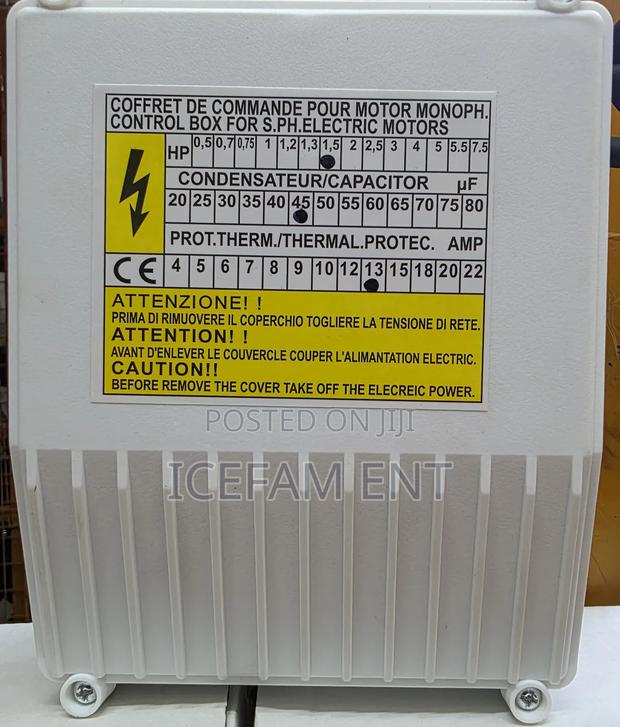 COFFRET DE COMMANDE POUR MOTOR MONOPH.
CONTROL BOX FOR S.PH.ELECTRIC MOTORS
HP 0,5 0,7 0,75 1 1,2 1,3 1,5 2 2,5 3 4 5 5.5 7.5
CONDENSATEUR/CAPACITOR µF
20 25 30 35 40 45 50 55 60 65 70 75 80
PROT.THERM./THERMAL.PROTEC. AMP
CE 4 5 6 7 8 9 10 12 13 15 18 20 22
ATTENZIONE! !
PRIMA DI RIMUOVERE IL COPERCHIO TOGLIERE LA TENSIONE DI RETE.
ATTENTION! !
AVANT D'ENLEVER LE COUVERCLE COUPER L'ALIMANTATION ELECTRIC.
CAUTION!!
BEFORE REMOVE THE COVER TAKE OFF THE ELECREIC POWER.
POSTED ON JIJI
ICEFAM ENT